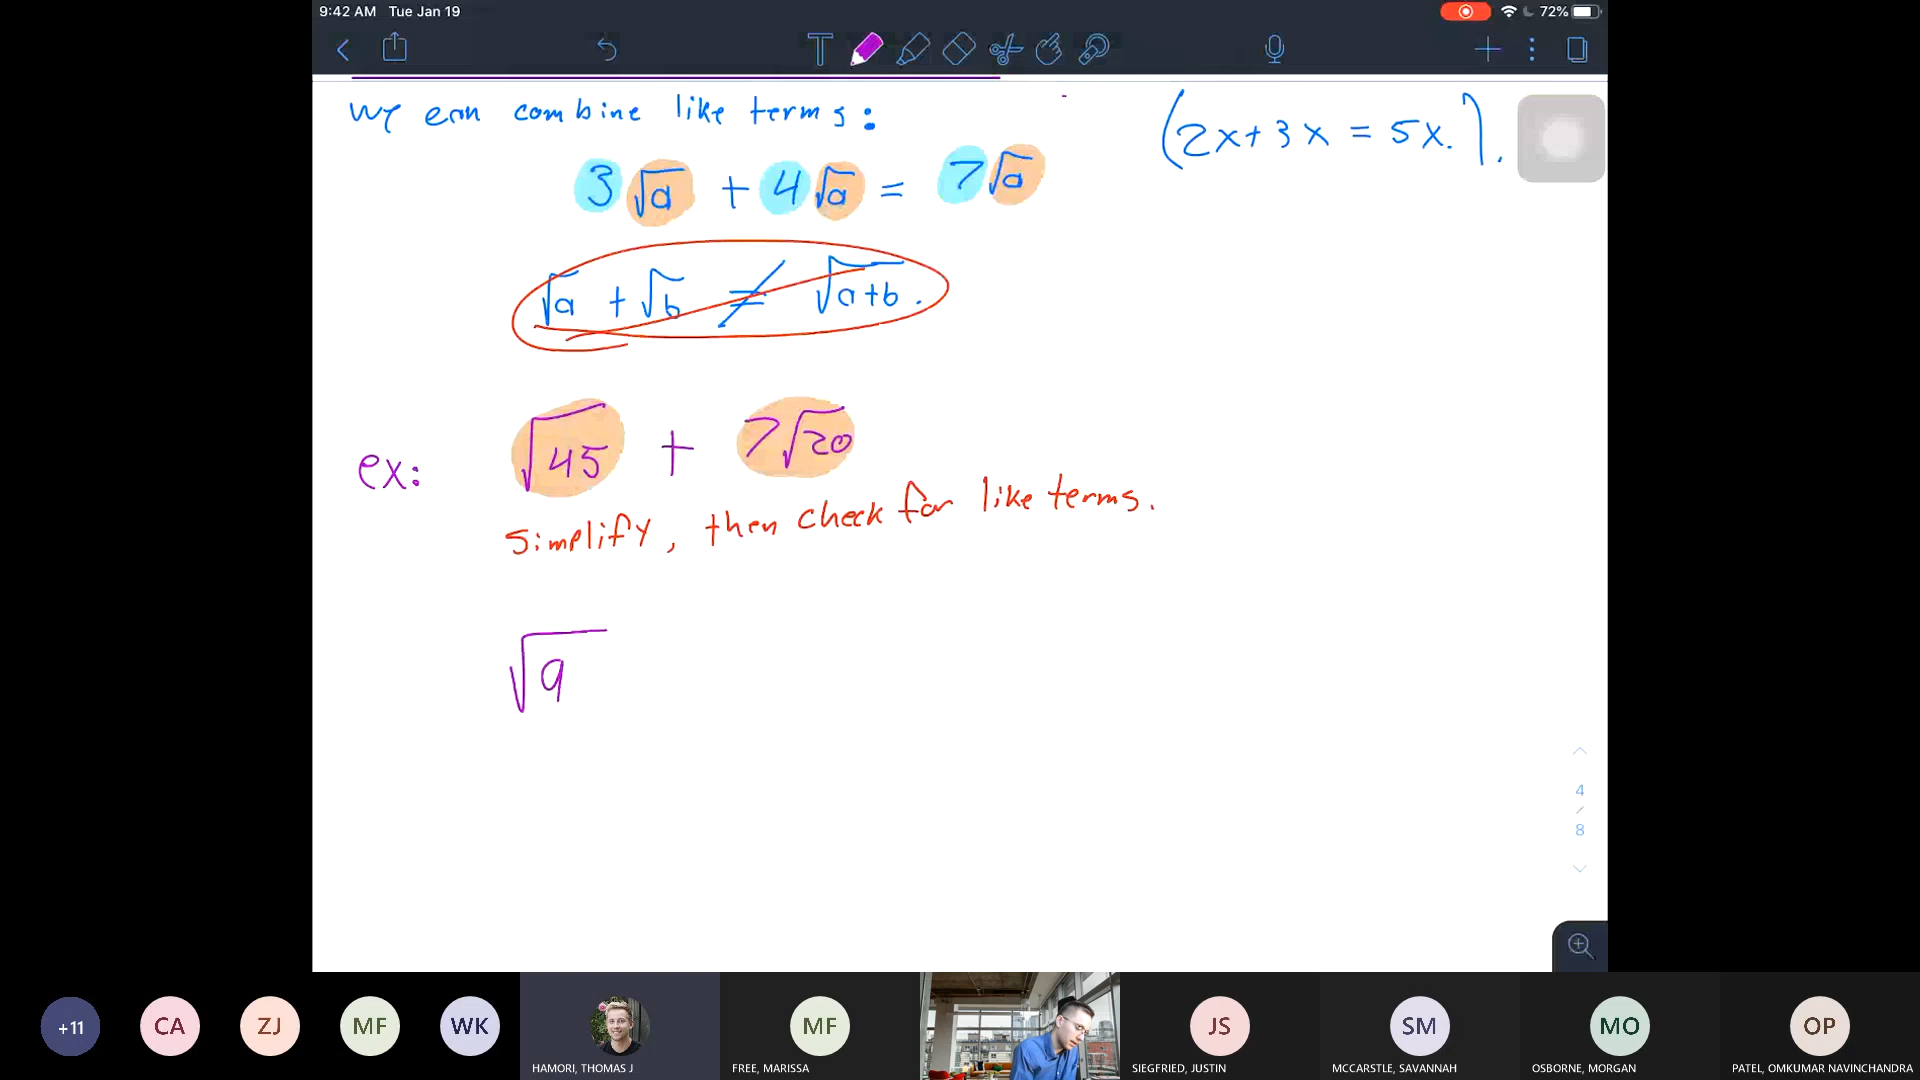 9:42 AM Tue Jan 19
72%
T
We can combine like terms:
(2x+3x = 5x.).
3√a + 4√a = 7√a
√a + √b ≠ √a+b.
ex: √45 + 7√20
simplify, then check for like terms.
√9
4
/
8
+11
CA
ZJ
MF
WK
HAMORI, THOMAS J
MF
FREE, MARISSA
JS
SIEGFRIED, JUSTIN
SM
MCCARSTLE, SAVANNAH
MO
OSBORNE, MORGAN
OP
PATEL, OMKUMAR NAVINCHANDRA